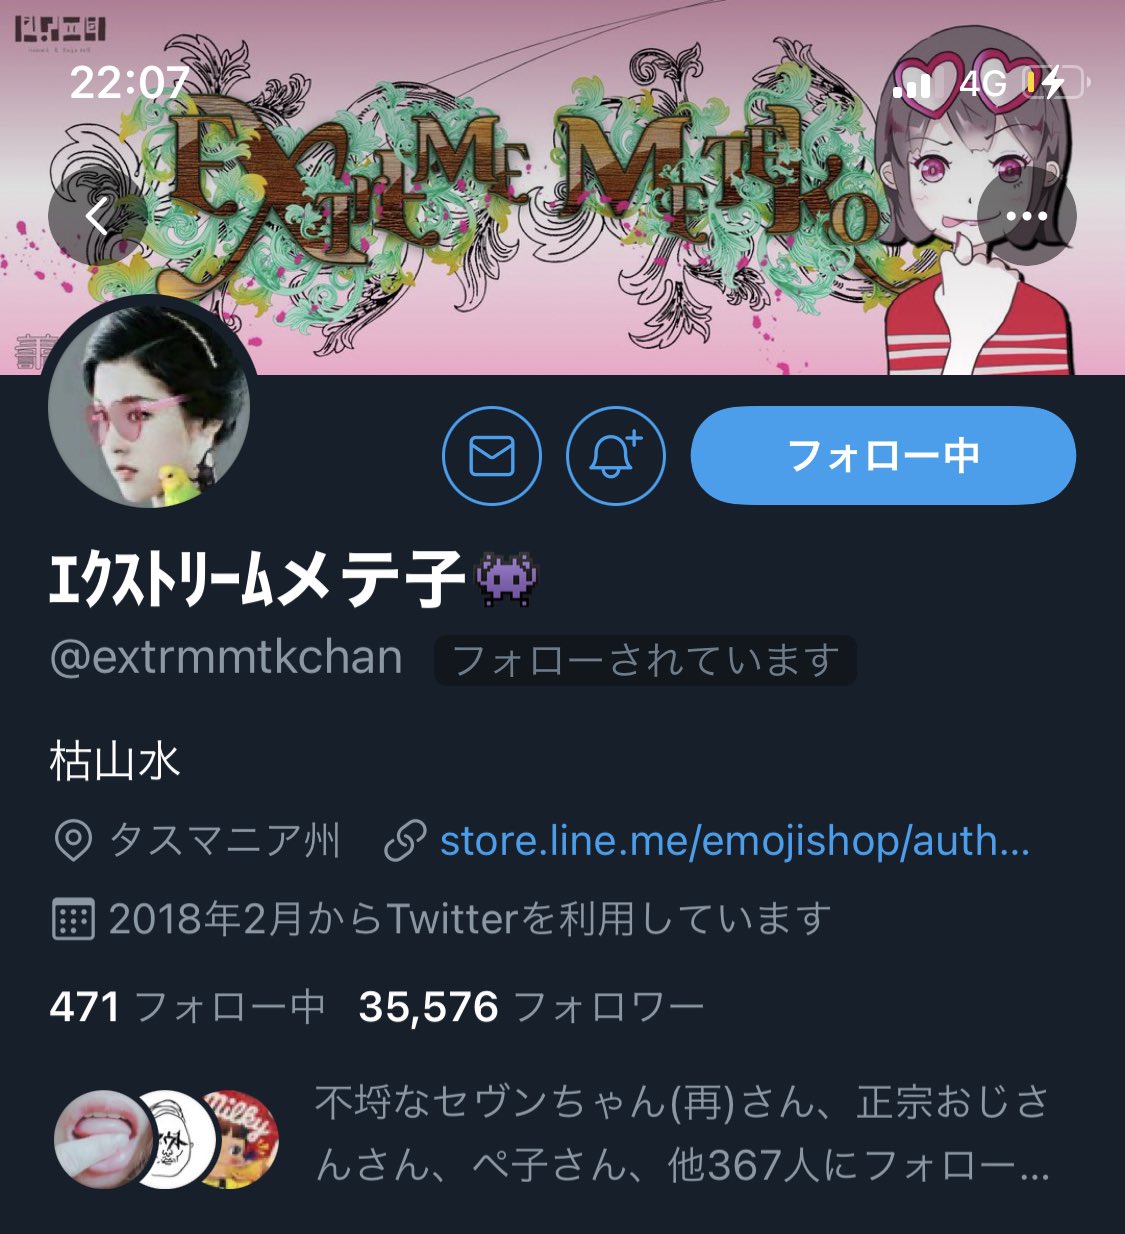 22:07
4G
EXTREME METEKO
フォロー中
ｴｸｽﾄﾘｰﾑメテ子
@extrmmtkchan フォローされています
枯山水
タスマニア州 store.line.me/emojishop/auth...
2018年2月からTwitterを利用しています
471 フォロー中 35,576 フォロワー
Milky
不埒なセヴンちゃん(再)さん、正宗おじさ
んさん、ペ子さん、他367人にフォロー...